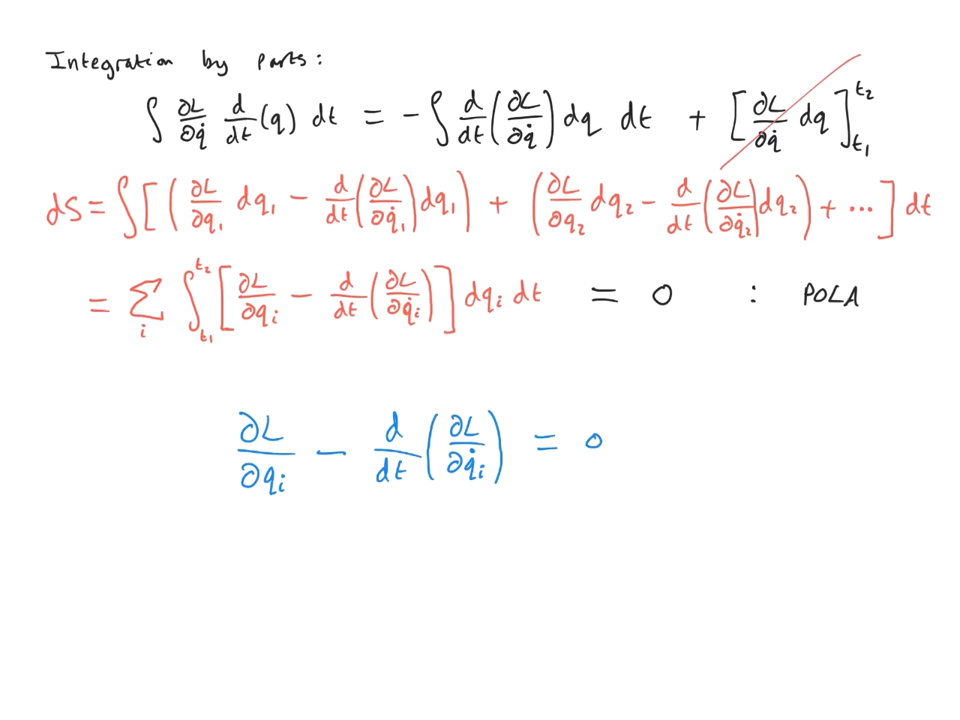 Integration by parts:
∫ ∂L/∂q̇ d/dt (q) dt = − ∫ d/dt (∂L/∂q̇) dq dt + [∂L/∂q̇ dq]_{t₁}^{t₂}
dS = ∫ [ (∂L/∂q₁ dq₁ − d/dt (∂L/∂q̇₁) dq₁) + (∂L/∂q₂ dq₂ − d/dt (∂L/∂q̇₂) dq₂) + ... ] dt
= ∑_i ∫_{t₁}^{t₂} [∂L/∂qᵢ − d/dt (∂L/∂q̇ᵢ)] dqᵢ dt = 0 : POLA
∂L/∂qᵢ − d/dt (∂L/∂q̇ᵢ) = 0